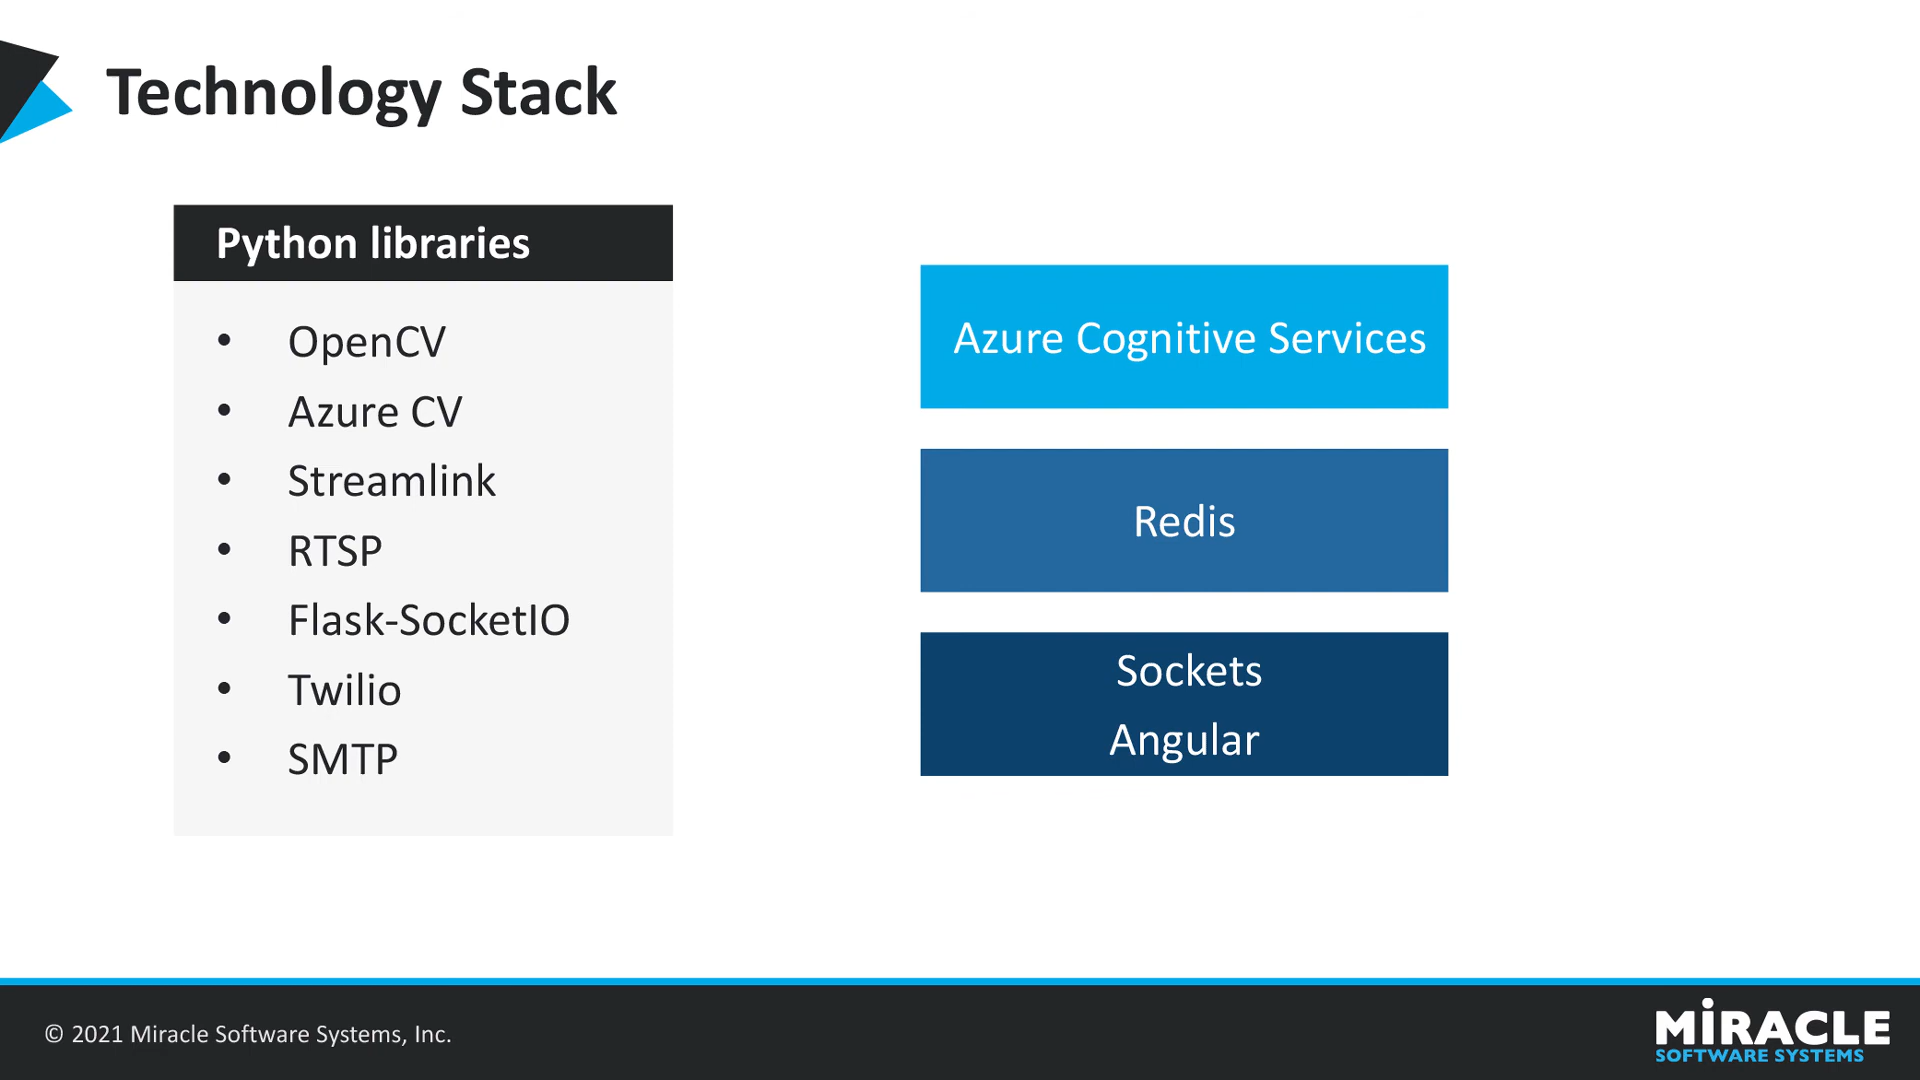 Technology Stack
Python libraries
• OpenCV
• Azure CV
• Streamlink
• RTSP
• Flask-SocketIO
• Twilio
• SMTP
Azure Cognitive Services
Redis
Sockets
Angular
© 2021 Miracle Software Systems, Inc.
MiRACLE
SOFTWARE SYSTEMS